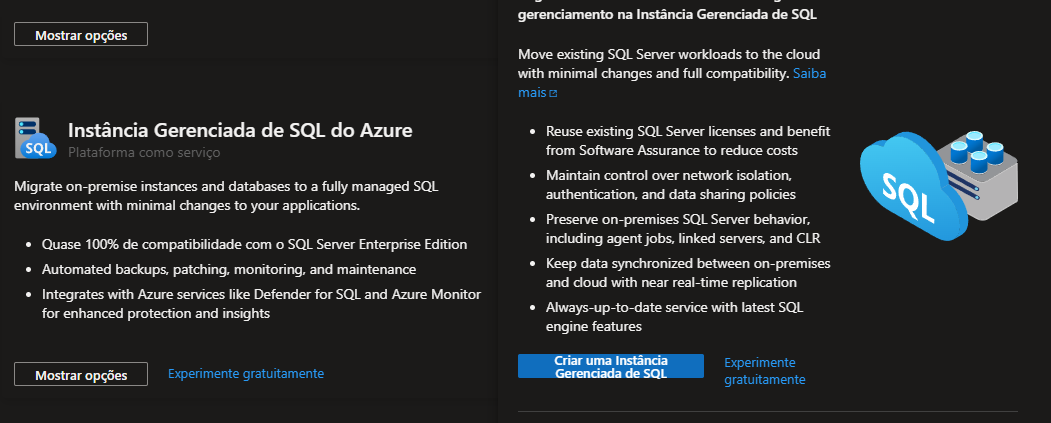 Mostrar opções
SQL
Instância Gerenciada de SQL do Azure
Plataforma como serviço
Migrate on-premise instances and databases to a fully managed SQL
environment with minimal changes to your applications.
• Quase 100% de compatibilidade com o SQL Server Enterprise Edition
• Automated backups, patching, monitoring, and maintenance
• Integrates with Azure services like Defender for SQL and Azure Monitor
for enhanced protection and insights
Mostrar opções
Experimente gratuitamente
gerenciamento na Instância Gerenciada de SQL
Move existing SQL Server workloads to the cloud
with minimal changes and full compatibility. Saiba
mais
• Reuse existing SQL Server licenses and benefit
from Software Assurance to reduce costs
• Maintain control over network isolation,
authentication, and data sharing policies
• Preserve on-premises SQL Server behavior,
including agent jobs, linked servers, and CLR
• Keep data synchronized between on-premises
and cloud with near real-time replication
• Always-up-to-date service with latest SQL
engine features
SQL
Criar uma Instância
Gerenciada de SQL
Experimente
gratuitamente